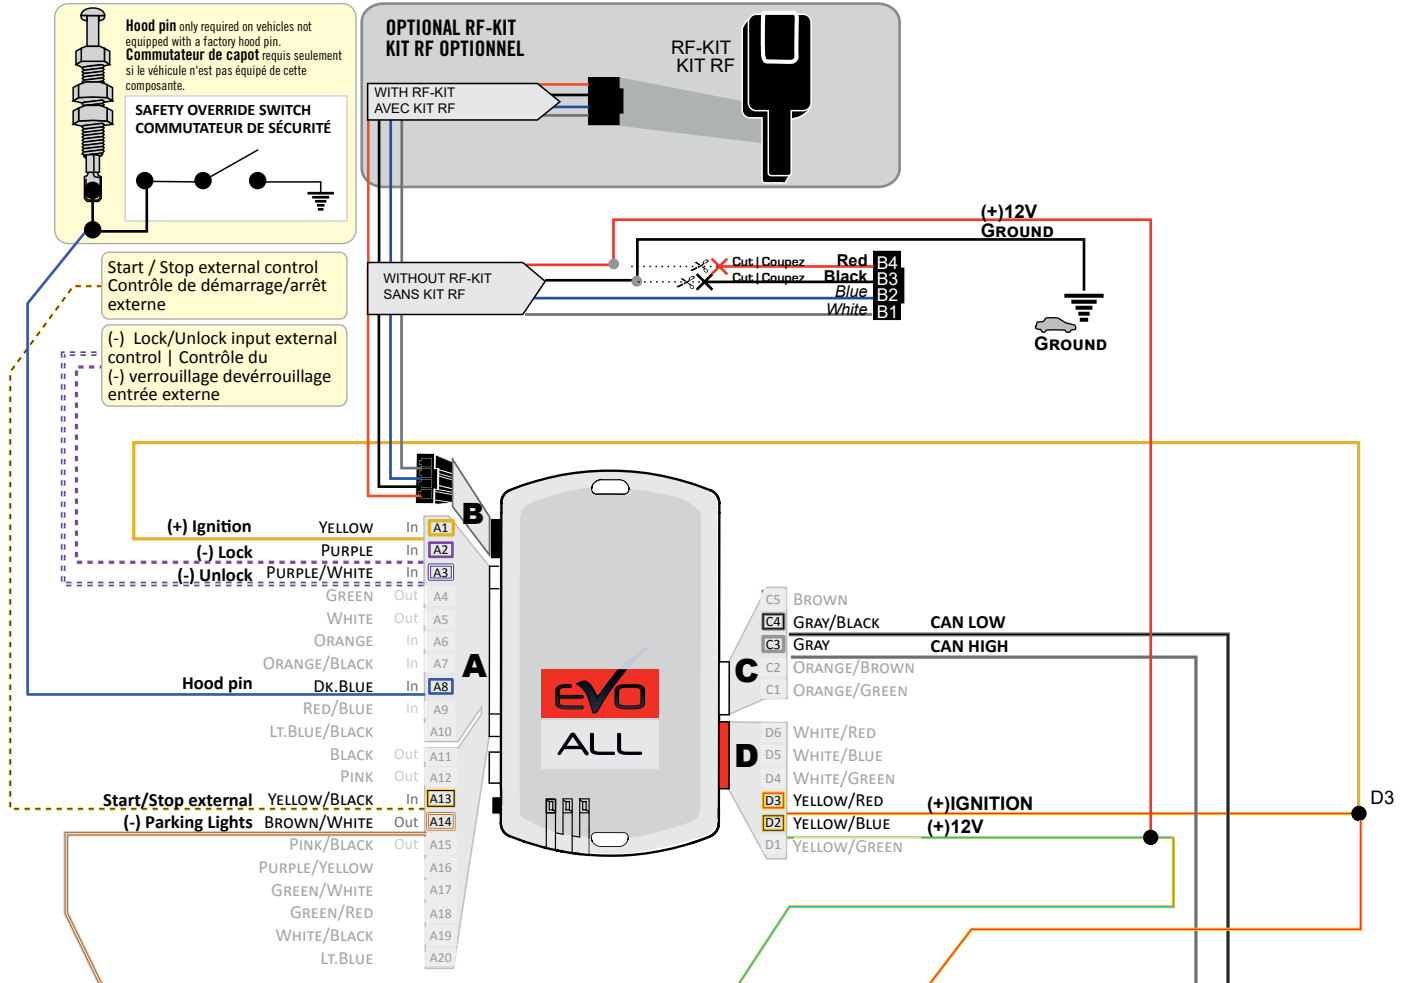 Hood pin only required on vehicles not
equipped with a factory hood pin.
Commutateur de capot requis seulement
si le véhicule n'est pas équipé de cette
composante.
SAFETY OVERRIDE SWITCH
COMMUTATEUR DE SÉCURITÉ
OPTIONAL RF-KIT
KIT RF OPTIONNEL
RF-KIT
KIT RF
WITH RF-KIT
AVEC KIT RF
Start / Stop external control
Contrôle de démarrage/arrêt
externe
(-) Lock/Unlock input external
control | Contrôle du
(-) verrouillage devérrouillage
entrée externe
WITHOUT RF-KIT
SANS KIT RF
(+)12V
GROUND
Cut | Coupez Red B4
Cut | Coupez Black B3
Blue B2
White B1
GROUND
B
(+) Ignition YELLOW In A1
(-) Lock PURPLE In A2
(-) Unlock PURPLE/WHITE In A3
GREEN Out A4
WHITE Out A5
ORANGE In A6
ORANGE/BLACK In A7
Hood pin DK.BLUE In A8
RED/BLUE In A9
LT.BLUE/BLACK A10
BLACK Out A11
PINK Out A12
Start/Stop external YELLOW/BLACK In A13
(-) Parking Lights BROWN/WHITE Out A14
PINK/BLACK Out A15
PURPLE/YELLOW A16
GREEN/WHITE A17
GREEN/RED A18
WHITE/BLACK A19
LT.BLUE A20
A
EVO
ALL
C
C5 BROWN
C4 GRAY/BLACK CAN LOW
C3 GRAY CAN HIGH
C2 ORANGE/BROWN
C1 ORANGE/GREEN
D
D6 WHITE/RED
D5 WHITE/BLUE
D4 WHITE/GREEN
D3 YELLOW/RED (+)IGNITION
D2 YELLOW/BLUE (+)12V
D1 YELLOW/GREEN
D3